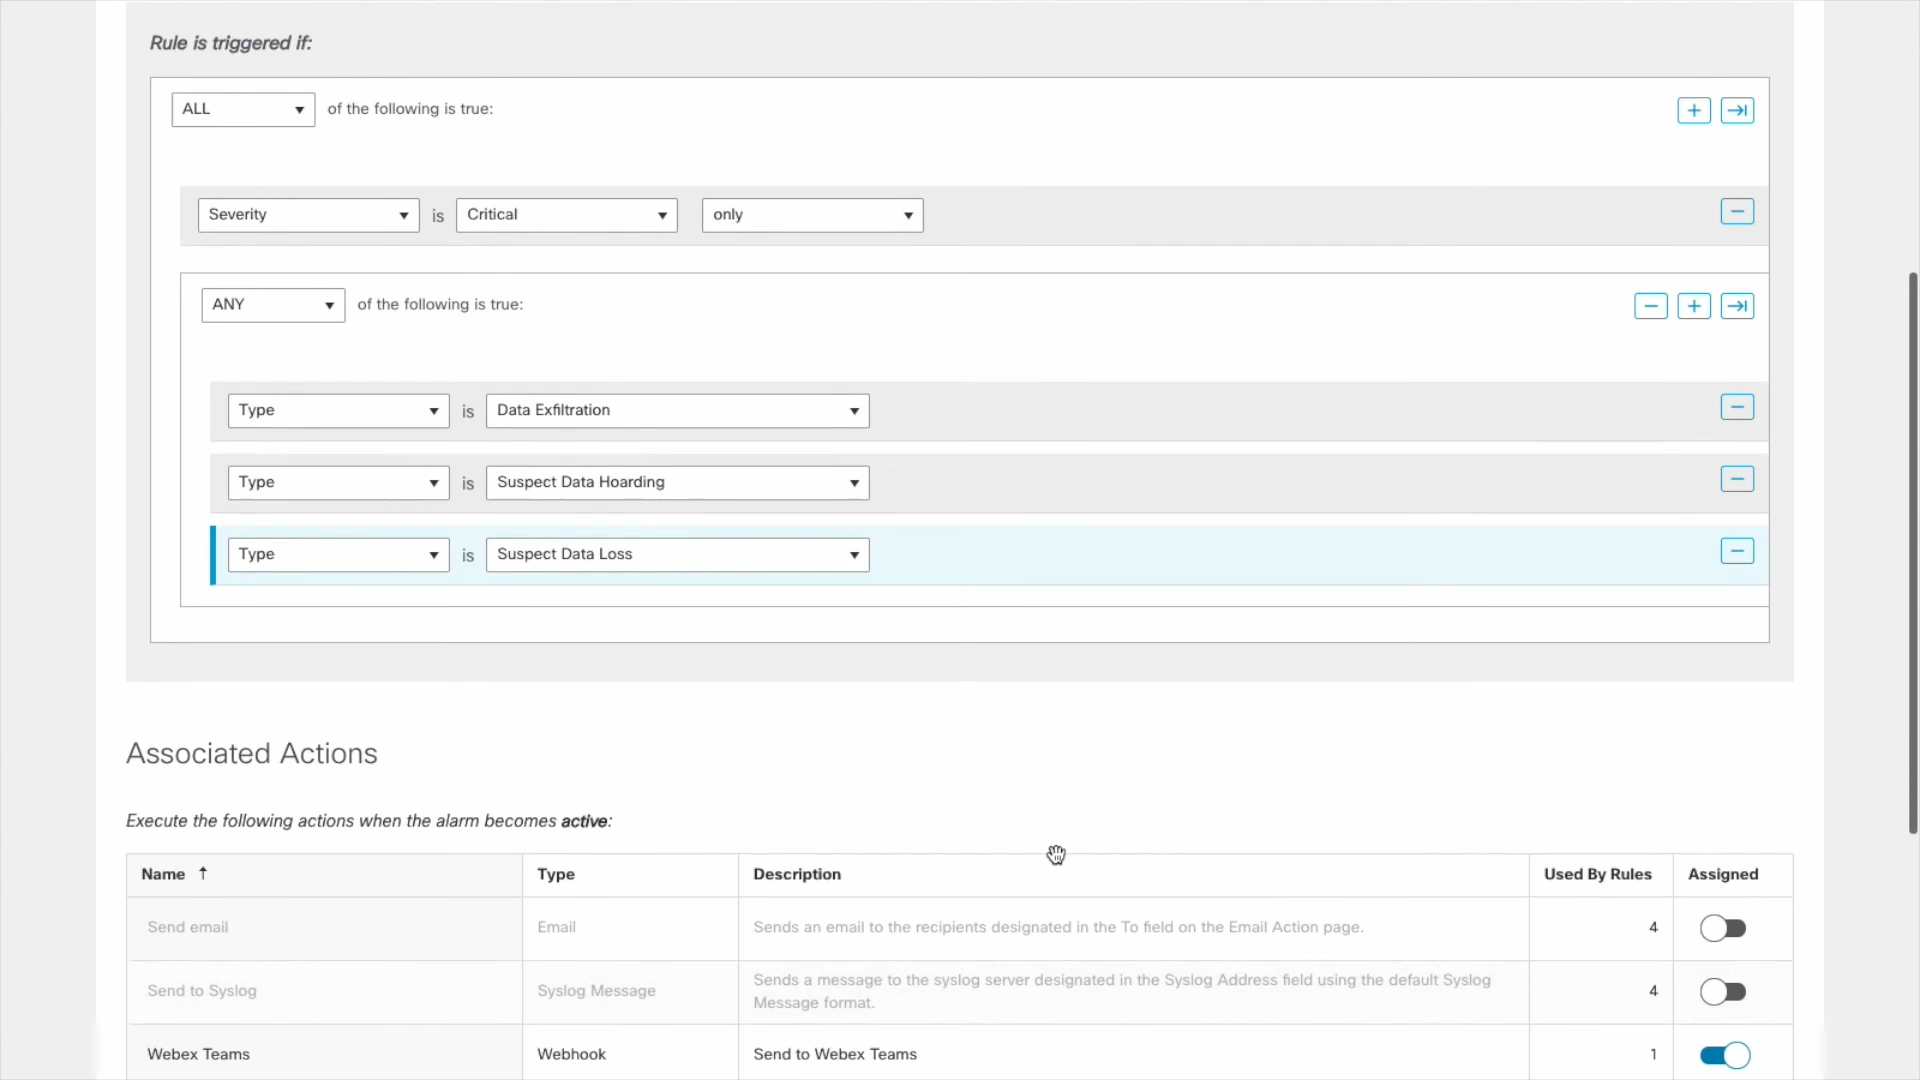 Rule is triggered if:
ALL of the following is true:
Severity is Critical only
ANY of the following is true:
Type is Data Exfiltration
Type is Suspect Data Hoarding
Type is Suspect Data Loss
Associated Actions
Execute the following actions when the alarm becomes active:
Name Type Description Used By Rules Assigned
Send email Email Sends an email to the recipients designated in the To field on the Email Action page. 4
Send to Syslog Syslog Message Sends a message to the syslog server designated in the Syslog Address field using the default Syslog 4
Message format.
Webex Teams Webhook Send to Webex Teams 1